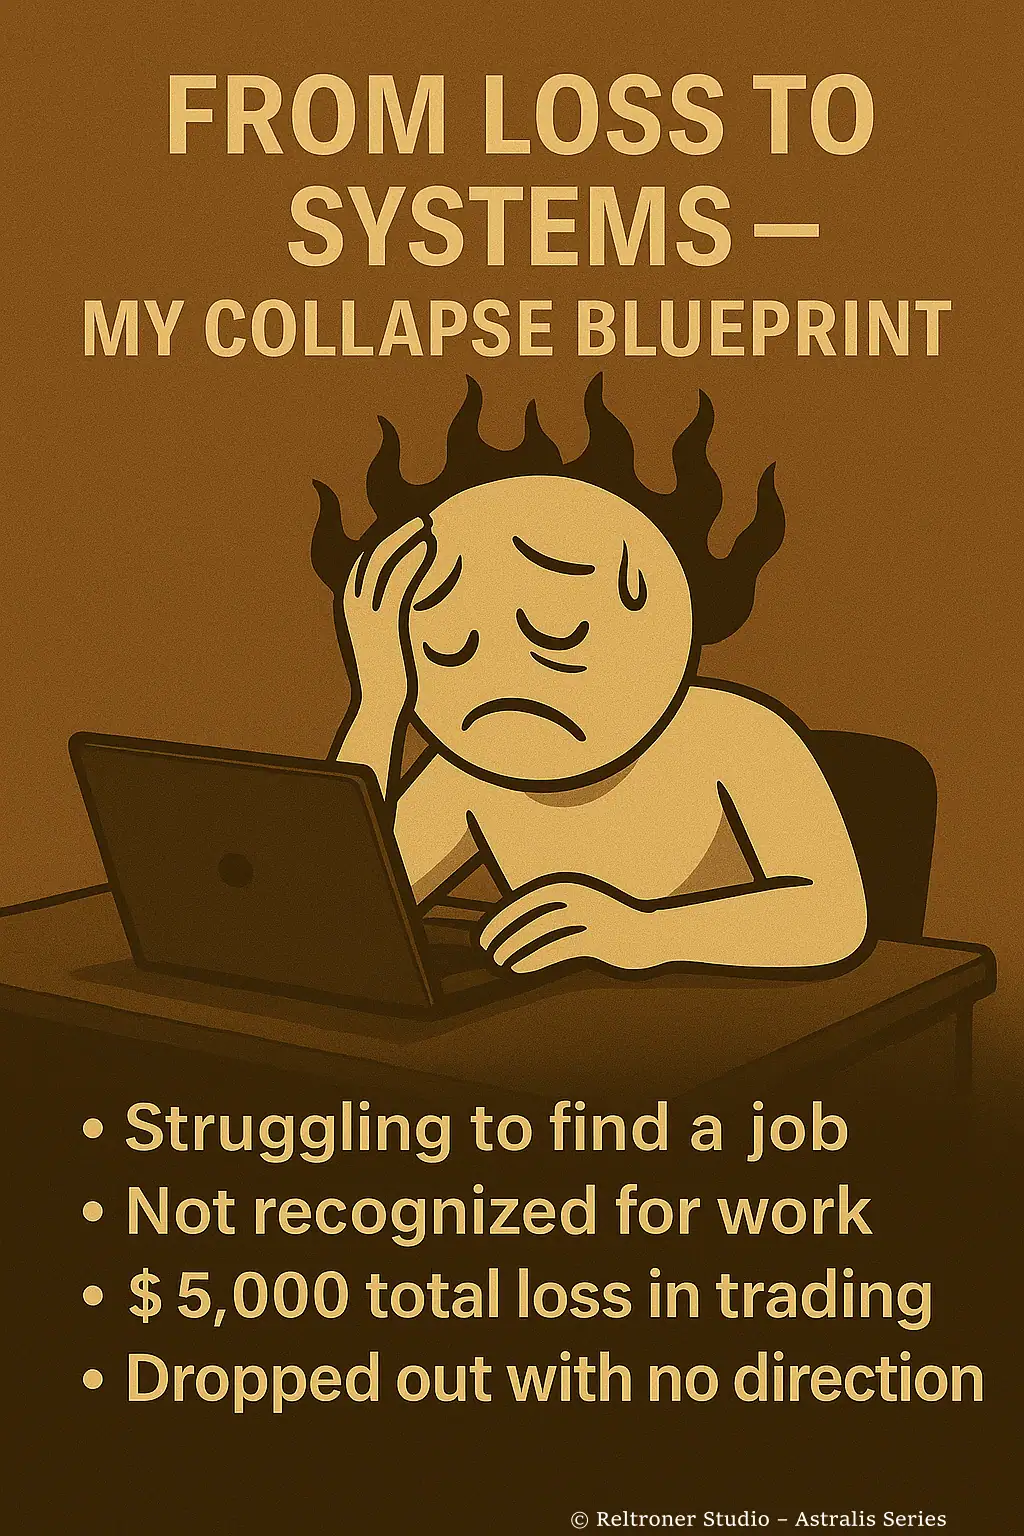 FROM LOSS TO
SYSTEMS –
MY COLLAPSE BLUEPRINT
• Struggling to find a job
• Not recognized for work
• $ 5,000 total loss in trading
• Dropped out with no direction
© Reltroner Studio – Astralis Series